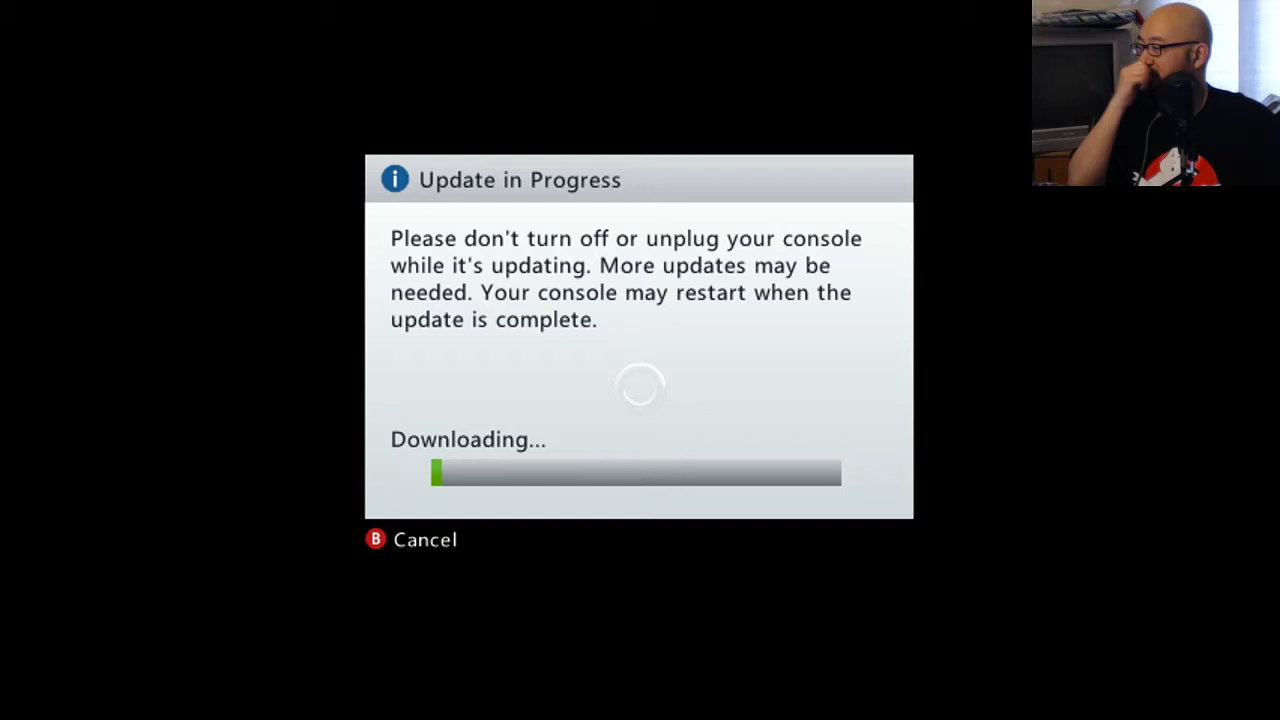 i Update in Progress
Please don't turn off or unplug your console
while it's updating. More updates may be
needed. Your console may restart when the
update is complete.
Downloading...
B Cancel